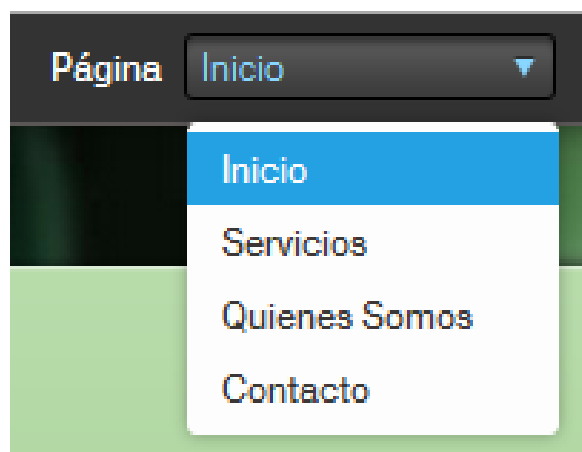 Página Inicio
Inicio
Servicios
Quienes Somos
Contacto